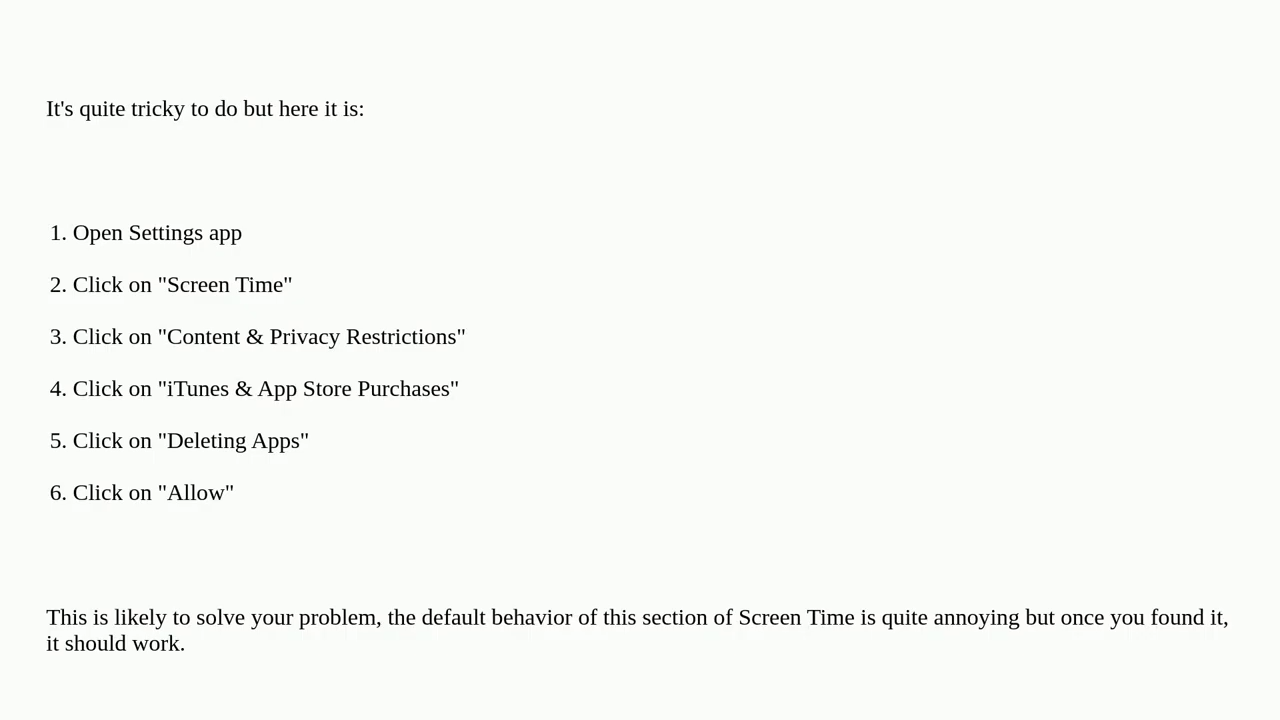 It's quite tricky to do but here it is:
1. Open Settings app
2. Click on "Screen Time"
3. Click on "Content & Privacy Restrictions"
4. Click on "iTunes & App Store Purchases"
5. Click on "Deleting Apps"
6. Click on "Allow"
This is likely to solve your problem, the default behavior of this section of Screen Time is quite annoying but once you found it,
it should work.